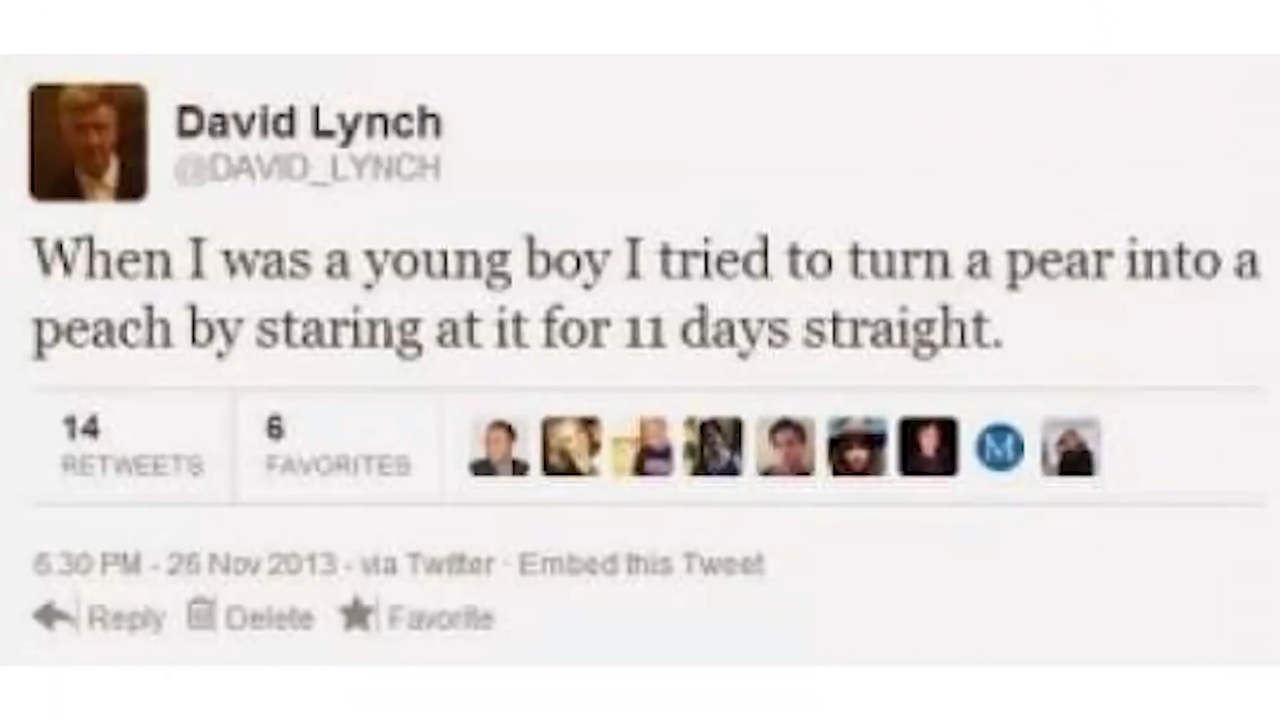 David Lynch
@DAVID_LYNCH
When I was a young boy I tried to turn a pear into a
peach by staring at it for 11 days straight.
14
RETWEETS
6
FAVORITES
M
6.30 PM - 26 Nov 2013 - via Twitter · Embed this Tweet
Reply Delete Favorite